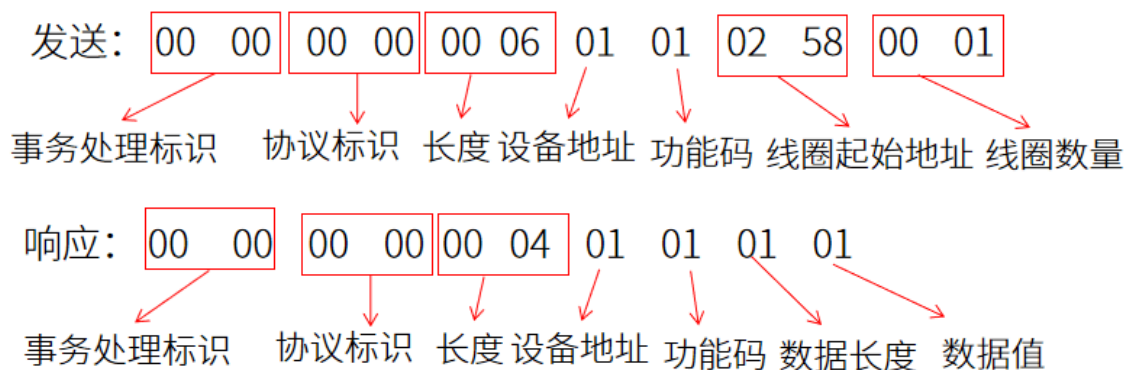 发送： 00 00 00 00 00 06 01 01 02 58 00 01
事务处理标识 协议标识 长度 设备地址 功能码 线圈起始地址 线圈数量
响应： 00 00 00 00 00 04 01 01 01 01
事务处理标识 协议标识 长度 设备地址 功能码 数据长度 数据值